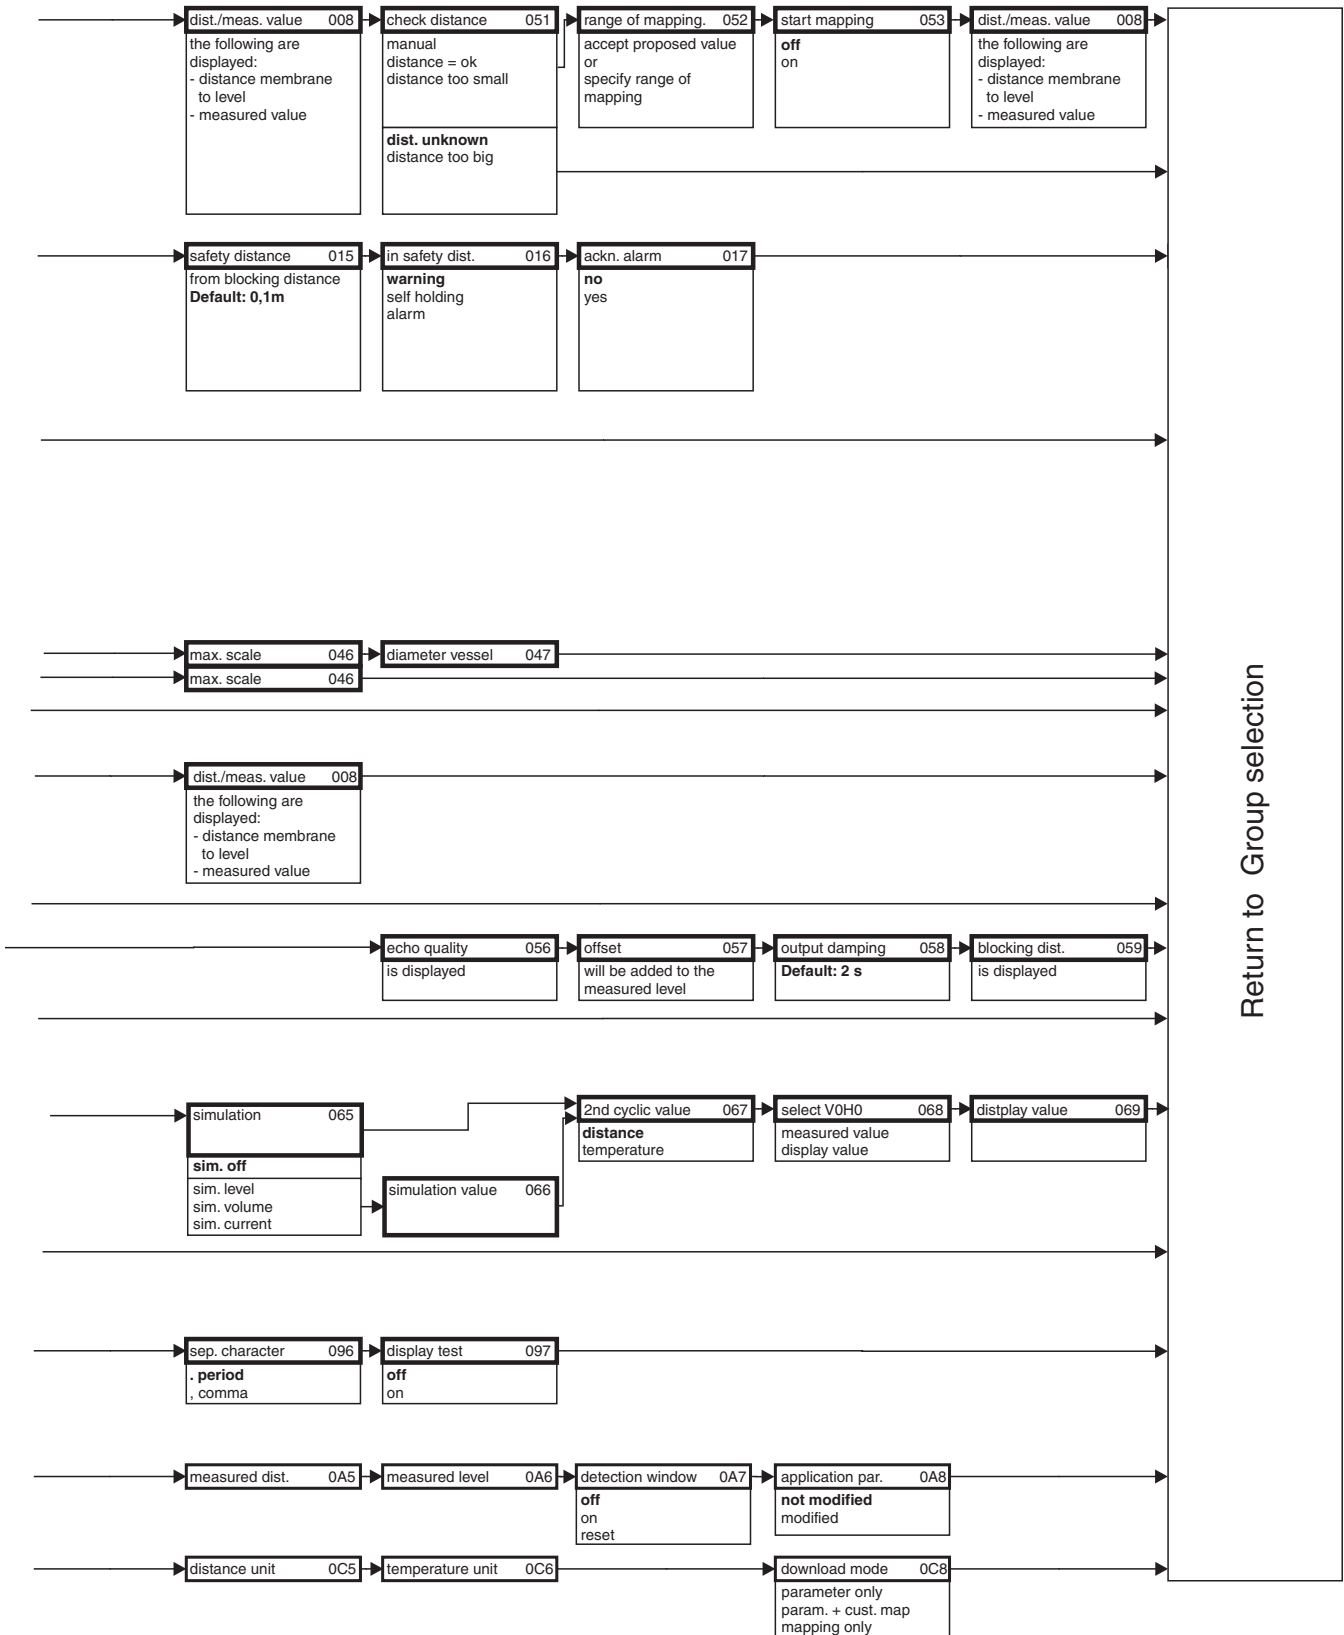 dist./meas. value 008
the following are
displayed:
- distance membrane
to level
- measured value
check distance 051
manual
distance = ok
distance too small
dist. unknown
distance too big
range of mapping. 052
accept proposed value
or
specify range of
mapping
start mapping 053
off
on
dist./meas. value 008
the following are
displayed:
- distance membrane
to level
- measured value
safety distance 015
from blocking distance
Default: 0,1m
in safety dist. 016
warning
self holding
alarm
ackn. alarm 017
no
yes
max. scale 046
diameter vessel 047
max. scale 046
dist./meas. value 008
the following are
displayed:
- distance membrane
to level
- measured value
echo quality 056
is displayed
offset 057
will be added to the
measured level
output damping 058
Default: 2 s
blocking dist. 059
is displayed
simulation 065
sim. off
sim. level
sim. volume
sim. current
simulation value 066
2nd cyclic value 067
distance
temperature
select V0H0 068
measured value
display value
distplay value 069
sep. character 096
. period
, comma
display test 097
off
on
measured dist. 0A5
measured level 0A6
detection window 0A7
off
on
reset
application par. 0A8
not modified
modified
distance unit 0C5
temperature unit 0C6
download mode 0C8
parameter only
param. + cust. map
mapping only
Return to Group selection